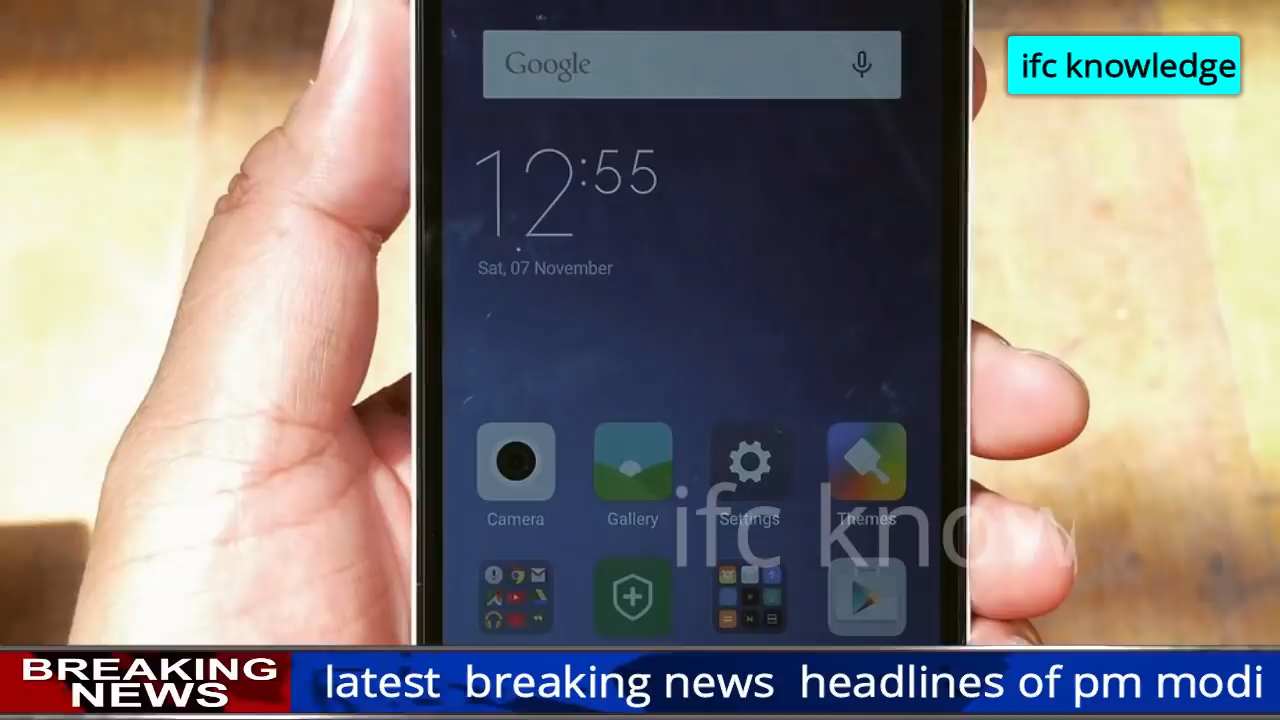 Google
ifc knowledge
12:55
Sat, 07 November
Camera
Gallery
Settings
Themes
ifc know
BREAKING
NEWS
latest breaking news headlines of pm modi